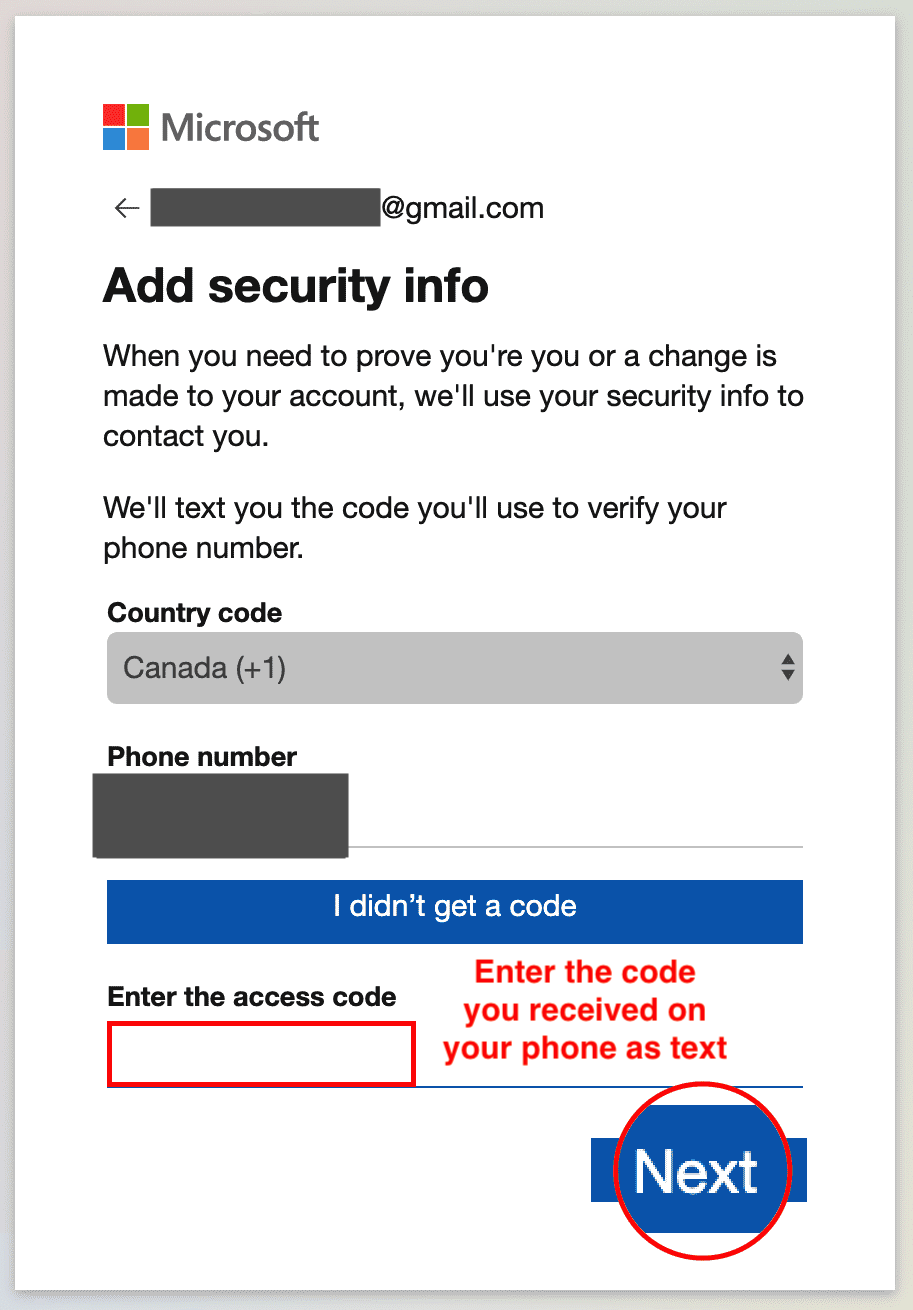 Microsoft
← @gmail.com
Add security info
When you need to prove you're you or a change is
made to your account, we'll use your security info to
contact you.
We'll text you the code you'll use to verify your
phone number.
Country code
Canada (+1)
Phone number
I didn’t get a code
Enter the access code
Enter the code
you received on
your phone as text
Next